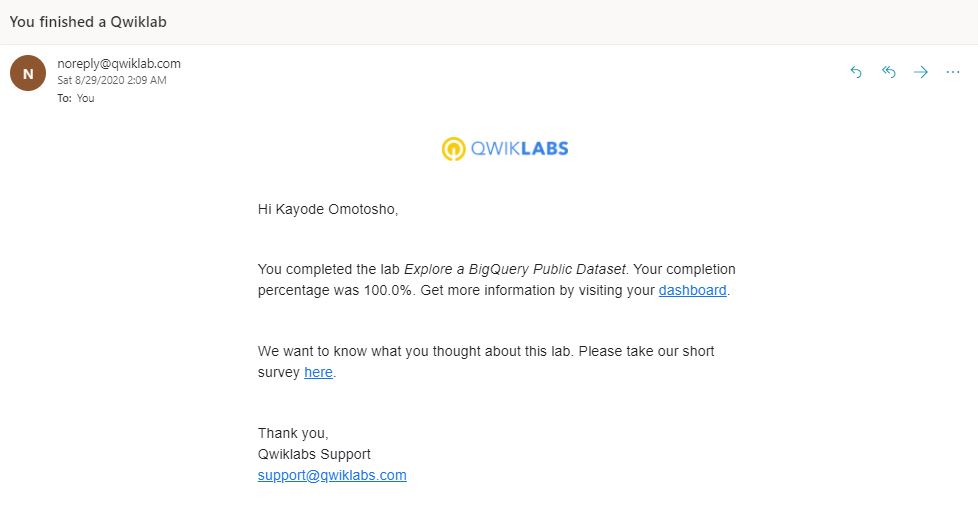 You finished a Qwiklab
N
noreply@qwiklab.com
Sat 8/29/2020 2:09 AM
To: You
QWIKLABS
Hi Kayode Omotosho,
You completed the lab Explore a BigQuery Public Dataset. Your completion
percentage was 100.0%. Get more information by visiting your dashboard.
We want to know what you thought about this lab. Please take our short
survey here.
Thank you,
Qwiklabs Support
support@qwiklabs.com